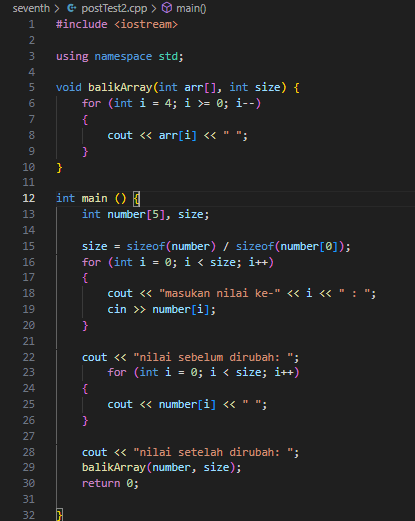 seventh > postTest2.cpp > main()
1 #include <iostream>
2
3 using namespace std;
4
5 void balikArray(int arr[], int size) {
6 for (int i = 4; i >= 0; i--)
7 {
8 cout << arr[i] << " ";
9 }
10 }
11
12 int main () {
13 int number[5], size;
14
15 size = sizeof(number) / sizeof(number[0]);
16 for (int i = 0; i < size; i++)
17 {
18 cout << "masukan nilai ke-" << i << " : ";
19 cin >> number[i];
20 }
21
22 cout << "nilai sebelum dirubah: ";
23 for (int i = 0; i < size; i++)
24 {
25 cout << number[i] << " ";
26 }
27
28 cout << "nilai setelah dirubah: ";
29 balikArray(number, size);
30 return 0;
31
32 }